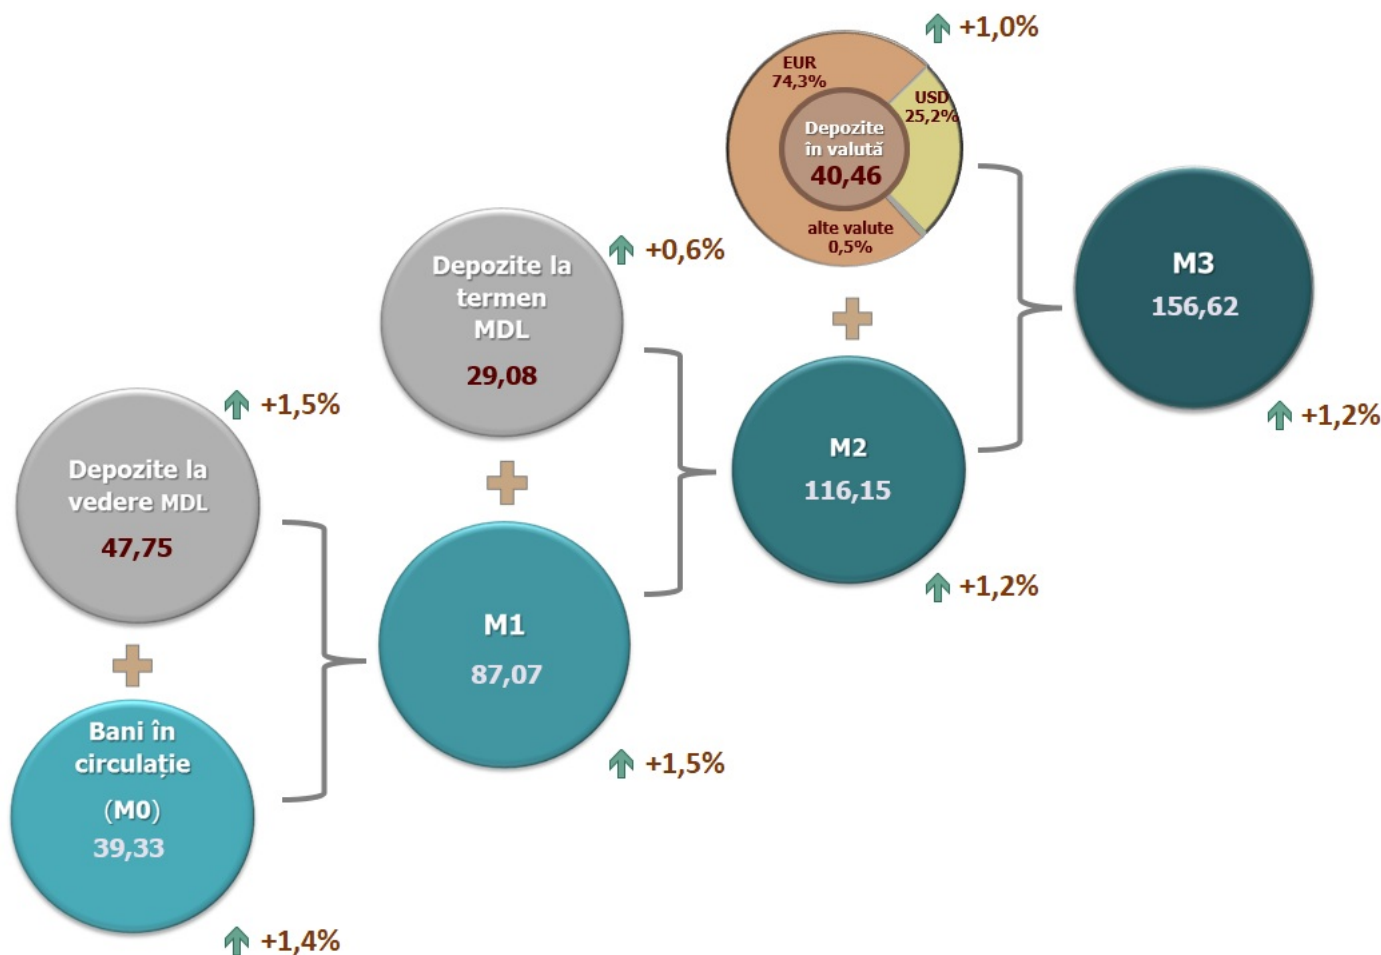 +1,0%
EUR
74,3%
USD
25,2%
Depozite
în valută
40,46
alte valute
0,5%
+0,6%
Depozite la
termen
MDL
29,08
M3
156,62
+1,2%
+1,5%
Depozite la
vedere MDL
47,75
M2
116,15
+1,2%
M1
87,07
+1,5%
Bani în
circulație
(M0)
39,33
+1,4%